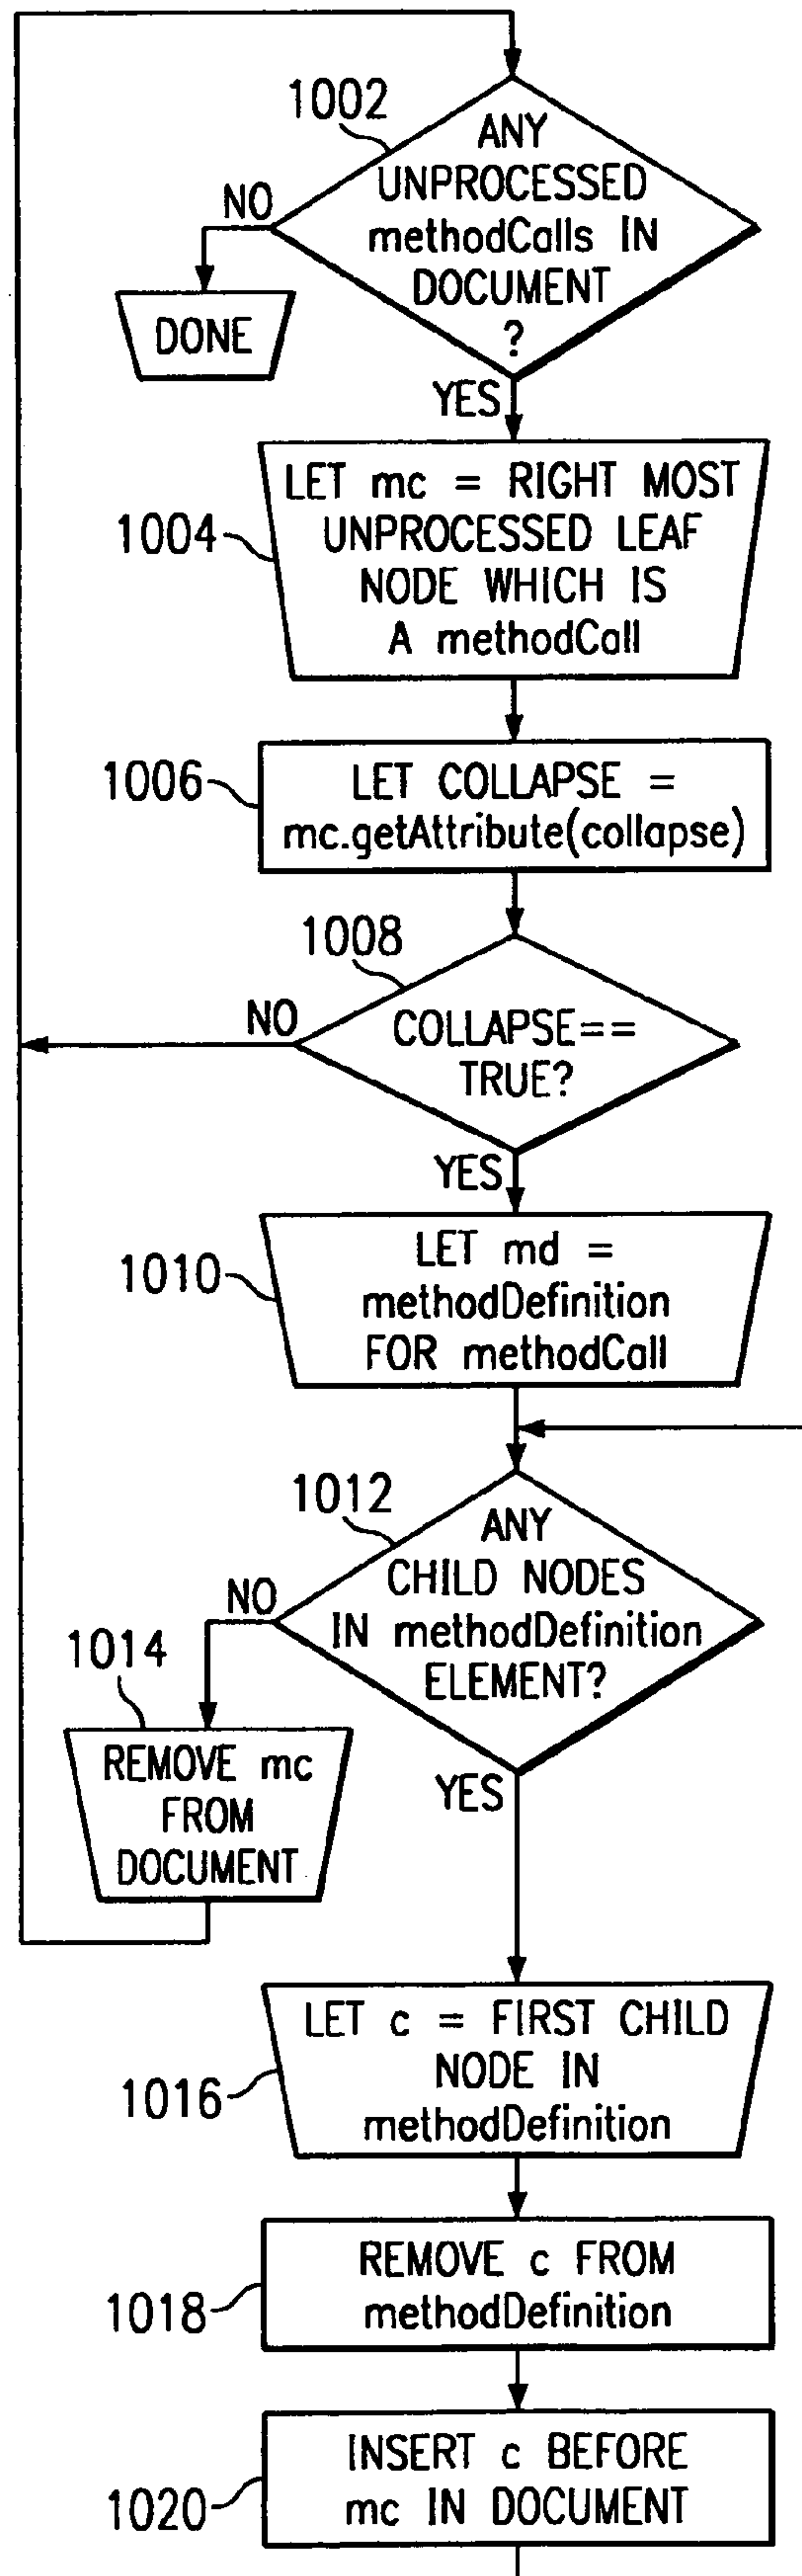 1002
ANY
UNPROCESSED
methodCalls IN
DOCUMENT
?
NO
DONE
YES
LET mc = RIGHT MOST
UNPROCESSED LEAF
NODE WHICH IS
A methodCall
1004
LET COLLAPSE =
mc.getAttribute(collapse)
1006
1008
COLLAPSE==
TRUE?
NO
YES
LET md =
methodDefinition
FOR methodCall
1010
1012
ANY
CHILD NODES
IN methodDefinition
ELEMENT?
NO
1014
REMOVE mc
FROM
DOCUMENT
YES
LET c = FIRST CHILD
NODE IN
methodDefinition
1016
REMOVE c FROM
methodDefinition
1018
INSERT c BEFORE
mc IN DOCUMENT
1020